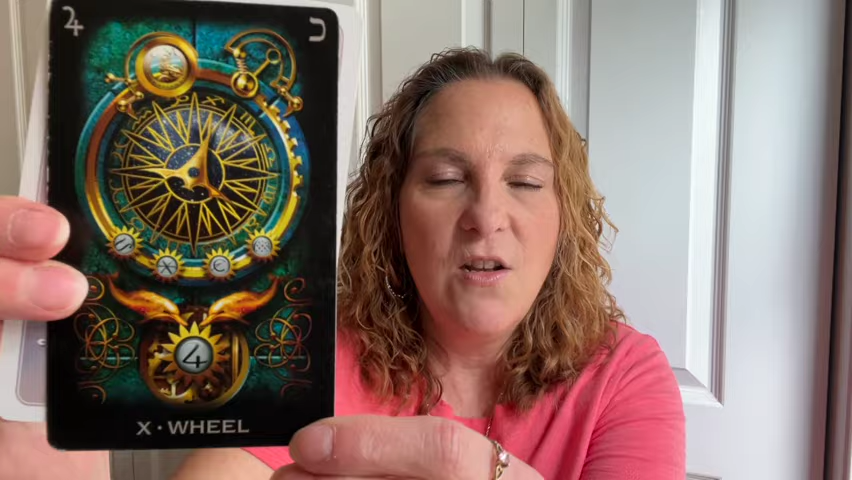 ♃ כ
X • WHEEL